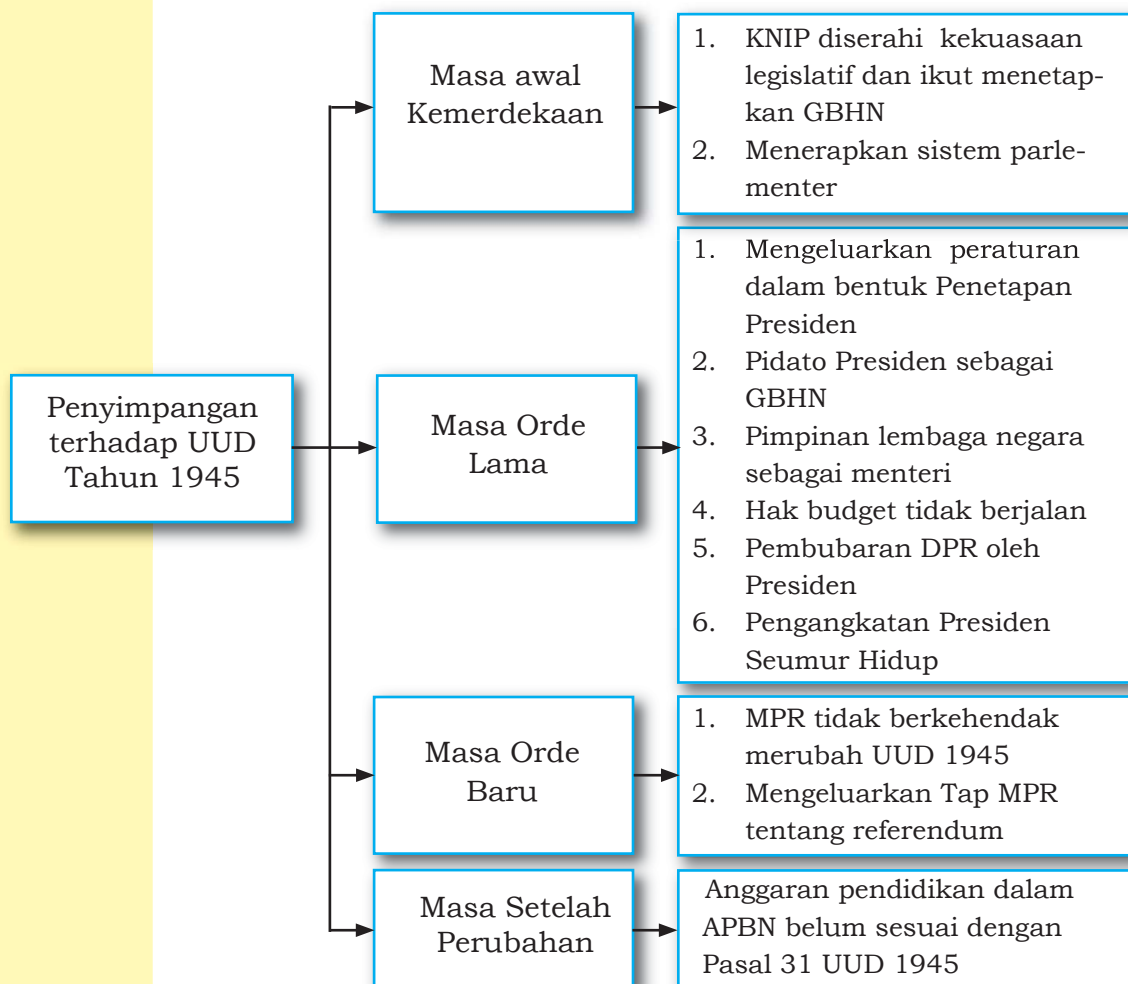 Penyimpangan
terhadap UUD
Tahun 1945
Masa awal
Kemerdekaan
1. KNIP diserahi kekuasaan
legislatif dan ikut menetap-
kan GBHN
2. Menerapkan sistem parle-
menter
Masa Orde
Lama
1. Mengeluarkan peraturan
dalam bentuk Penetapan
Presiden
2. Pidato Presiden sebagai
GBHN
3. Pimpinan lembaga negara
sebagai menteri
4. Hak budget tidak berjalan
5. Pembubaran DPR oleh
Presiden
6. Pengangkatan Presiden
Seumur Hidup
Masa Orde
Baru
1. MPR tidak berkehendak
merubah UUD 1945
2. Mengeluarkan Tap MPR
tentang referendum
Masa Setelah
Perubahan
Anggaran pendidikan dalam
APBN belum sesuai dengan
Pasal 31 UUD 1945